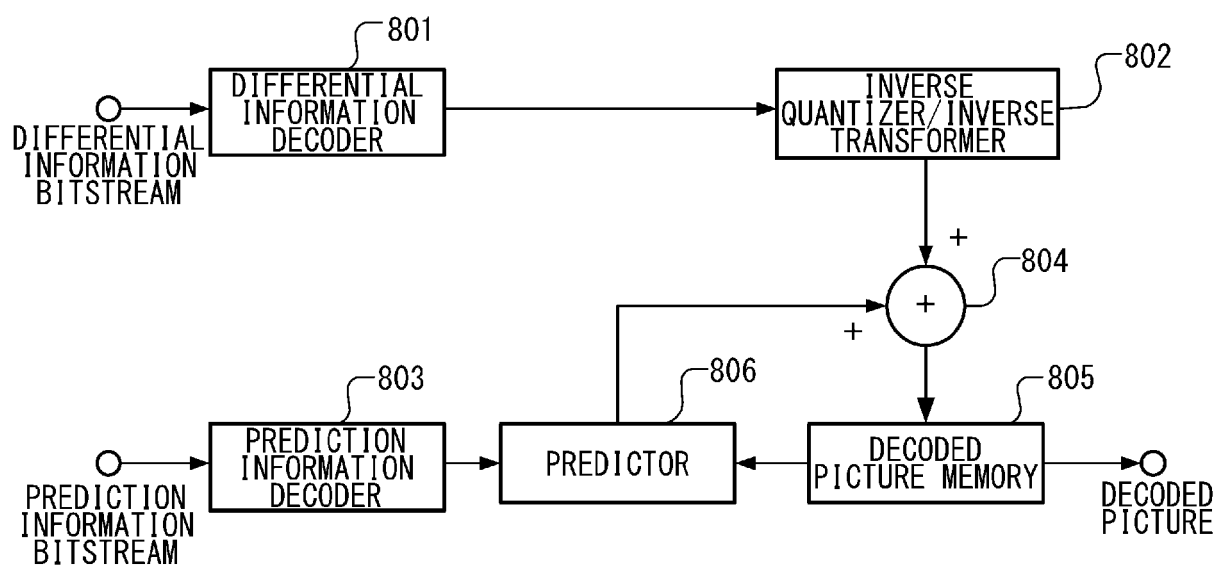 801
DIFFERENTIAL
INFORMATION
DECODER
802
INVERSE
QUANTIZER/INVERSE
TRANSFORMER
DIFFERENTIAL
INFORMATION
BITSTREAM
+
804
+
+
803
PREDICTION
INFORMATION
DECODER
806
PREDICTOR
805
DECODED
PICTURE MEMORY
PREDICTION
INFORMATION
BITSTREAM
DECODED
PICTURE